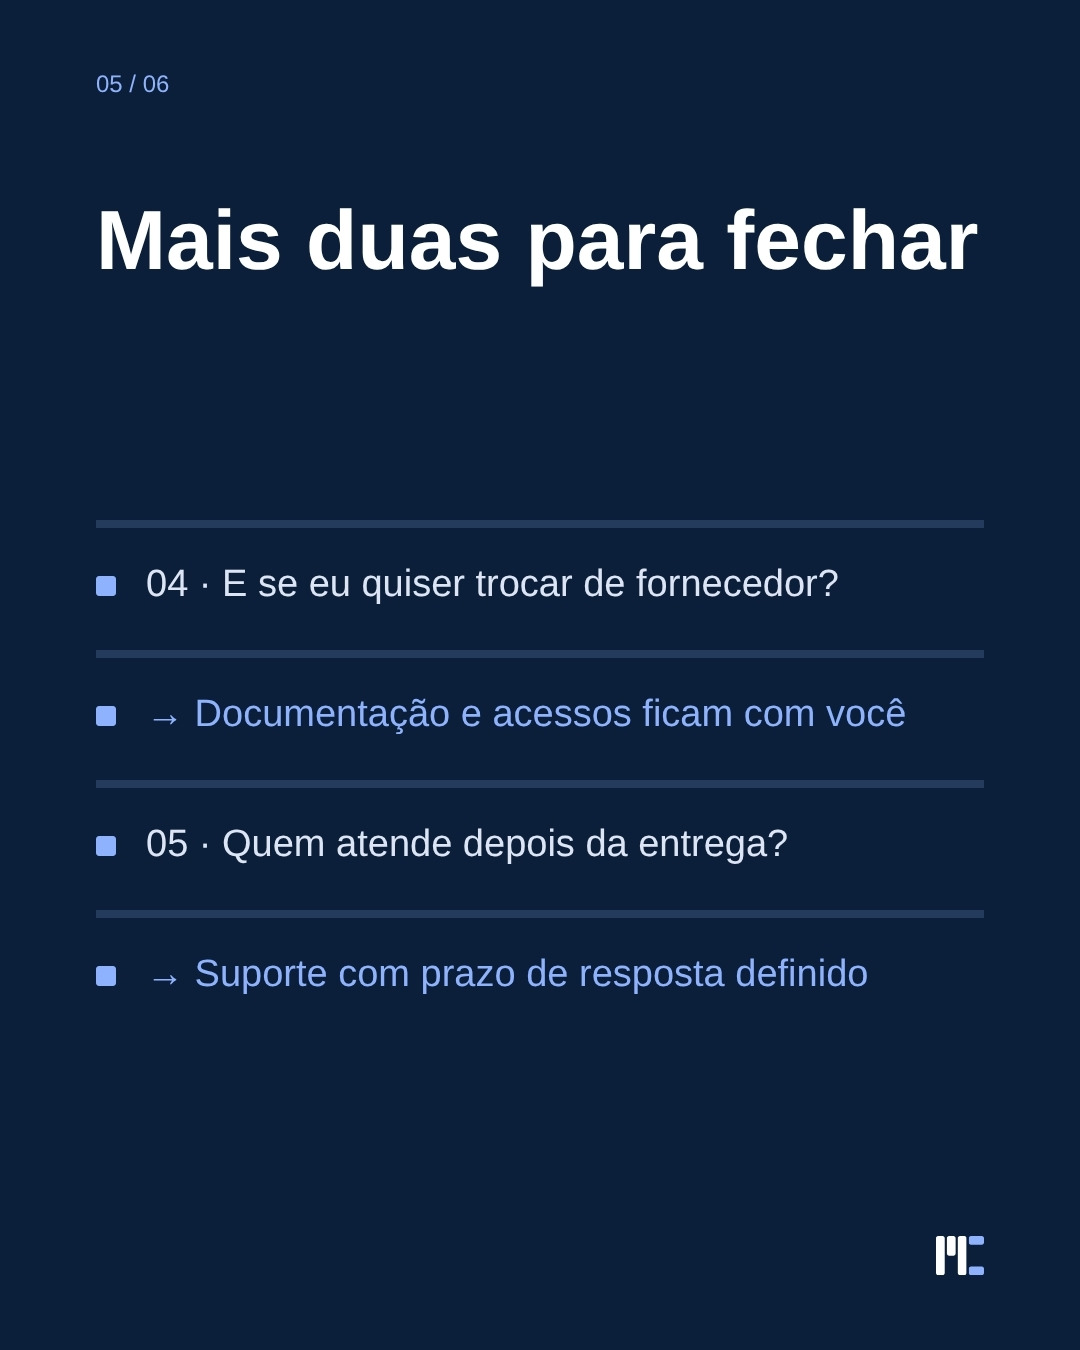 05 / 06
Mais duas para fechar
04 · E se eu quiser trocar de fornecedor?
→ Documentação e acessos ficam com você
05 · Quem atende depois da entrega?
→ Suporte com prazo de resposta definido
MC